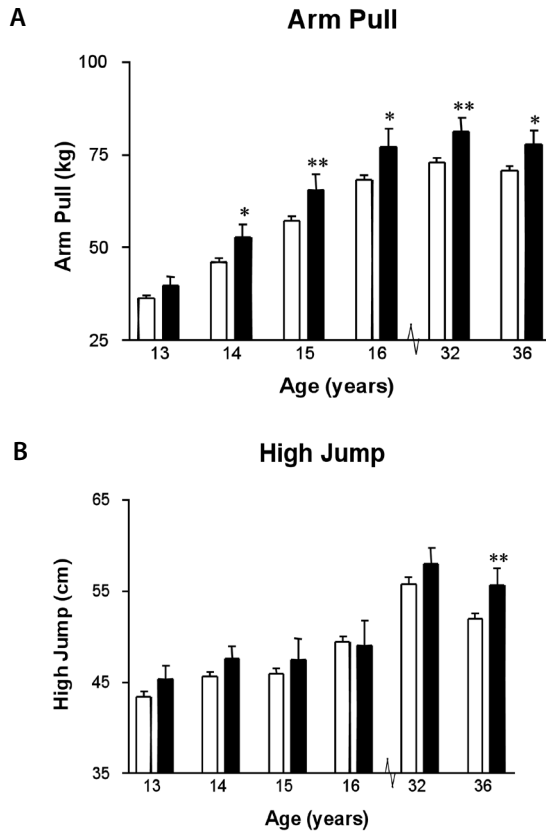 A
Arm Pull
100
75
50
25
Arm Pull (kg)
*
**
*
**
*
13 14 15 16 32 36
Age (years)
B
High Jump
65
55
45
35
High Jump (cm)
**
13 14 15 16 32 36
Age (years)